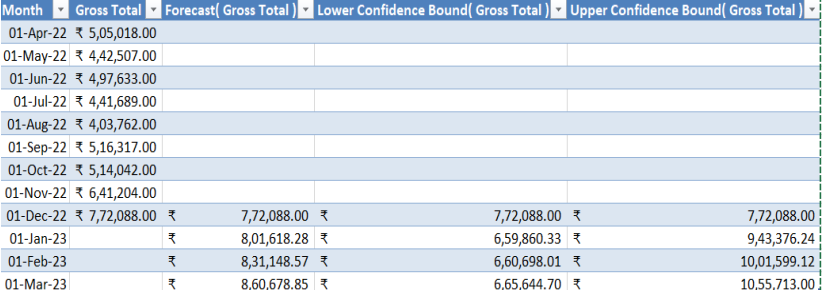 Month Gross Total Forecast( Gross Total ) Lower Confidence Bound( Gross Total ) Upper Confidence Bound( Gross Total )
01-Apr-22 ₹ 5,05,018.00
01-May-22 ₹ 4,42,507.00
01-Jun-22 ₹ 4,97,633.00
01-Jul-22 ₹ 4,41,689.00
01-Aug-22 ₹ 4,03,762.00
01-Sep-22 ₹ 5,16,317.00
01-Oct-22 ₹ 5,14,042.00
01-Nov-22 ₹ 6,41,204.00
01-Dec-22 ₹ 7,72,088.00 ₹ 7,72,088.00 ₹ 7,72,088.00 ₹ 7,72,088.00
01-Jan-23 ₹ 8,01,618.28 ₹ 6,59,860.33 ₹ 9,43,376.24
01-Feb-23 ₹ 8,31,148.57 ₹ 6,60,698.01 ₹ 10,01,599.12
01-Mar-23 ₹ 8,60,678.85 ₹ 6,65,644.70 ₹ 10,55,713.00